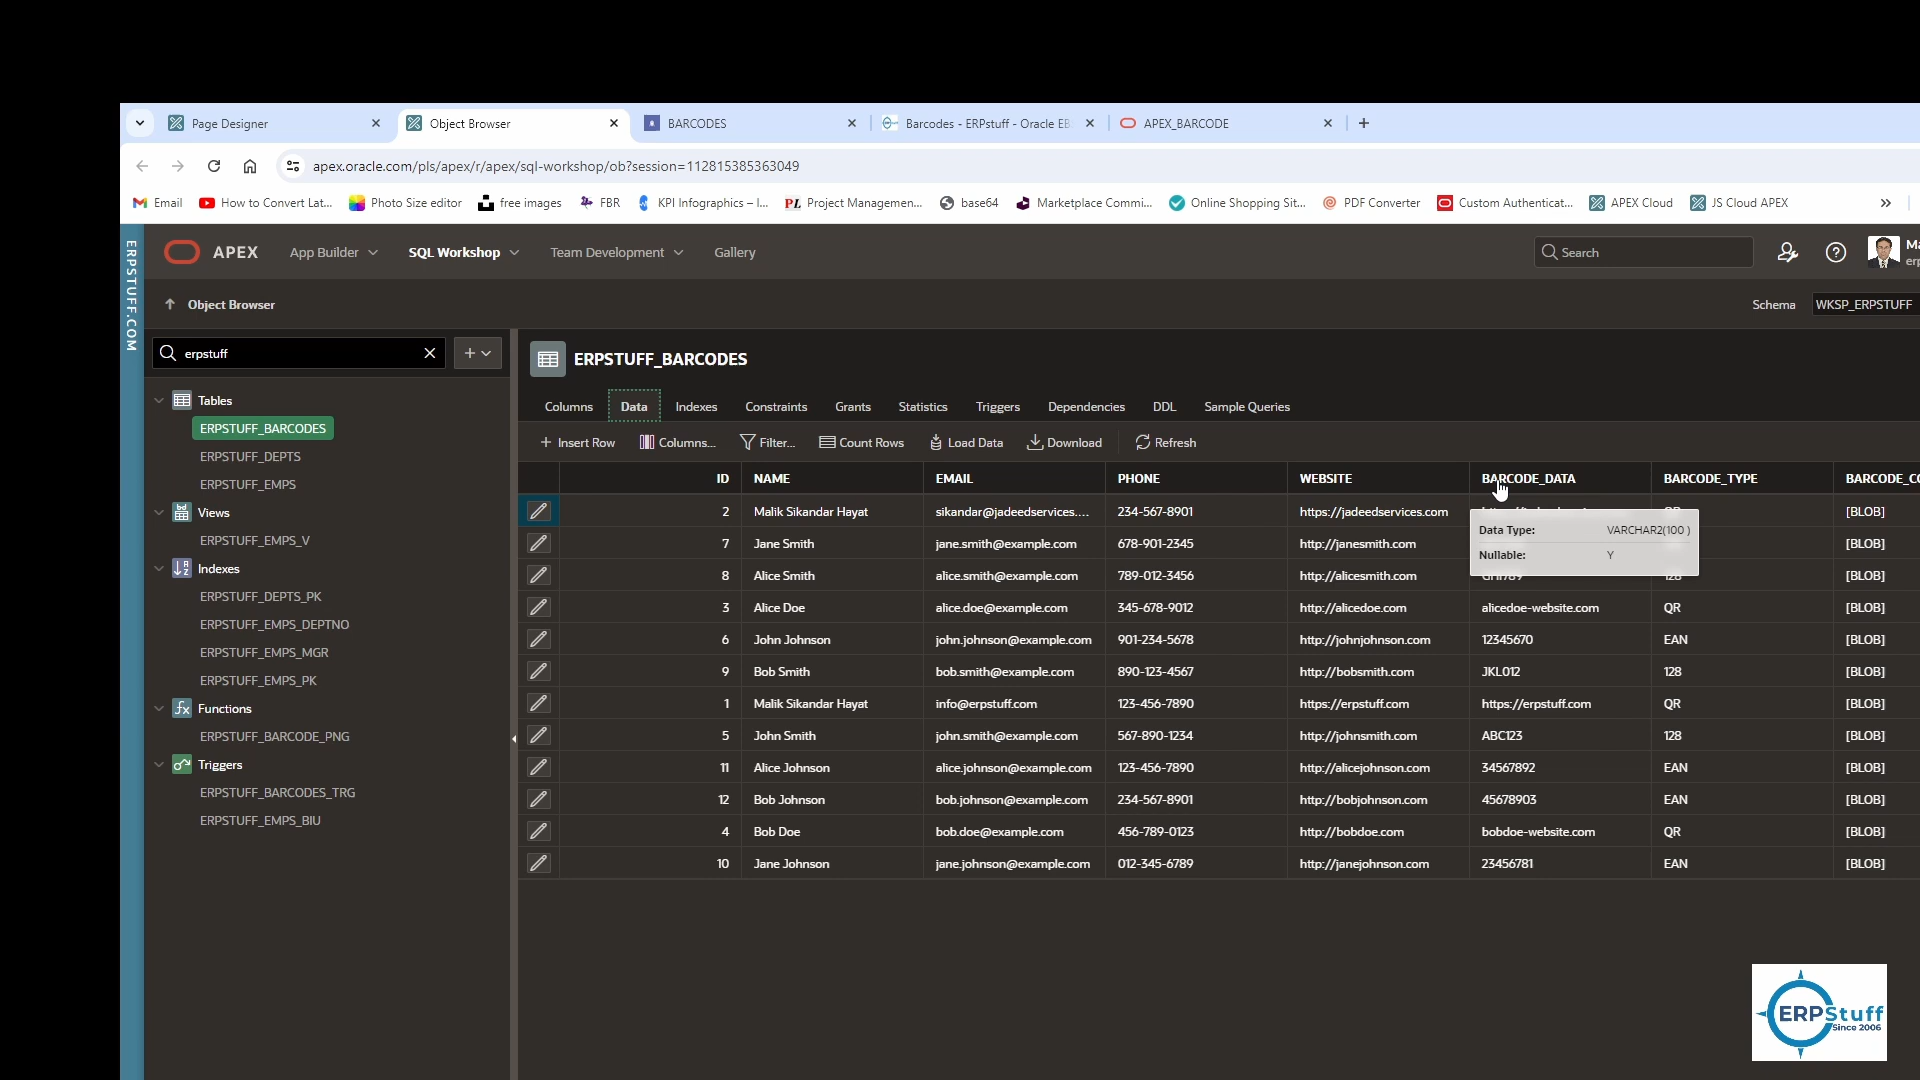 Page Designer
Object Browser
BARCODES
Barcodes - ERPstuff - Oracle EB
APEX_BARCODE
apex.oracle.com/pls/apex/r/apex/sql-workshop/ob?session=112815385363049
Email
How to Convert Lat...
Photo Size editor
free images
FBR
KPI Infographics – I...
PL Project Managemen...
base64
Marketplace Commi...
Online Shopping Sit...
PDF Converter
Custom Authenticat...
APEX Cloud
JS Cloud APEX
ERPSTUFF.COM
APEX
App Builder
SQL Workshop
Team Development
Gallery
Search
Ma
erp
Object Browser
Schema
WKSP_ERPSTUFF
erpstuff
Tables
ERPSTUFF_BARCODES
ERPSTUFF_DEPTS
ERPSTUFF_EMPS
Views
ERPSTUFF_EMPS_V
Indexes
ERPSTUFF_DEPTS_PK
ERPSTUFF_EMPS_DEPTNO
ERPSTUFF_EMPS_MGR
ERPSTUFF_EMPS_PK
Functions
ERPSTUFF_BARCODE_PNG
Triggers
ERPSTUFF_BARCODES_TRG
ERPSTUFF_EMPS_BIU
ERPSTUFF_BARCODES
Columns Data Indexes Constraints Grants Statistics Triggers Dependencies DDL Sample Queries
+ Insert Row Columns... Filter... Count Rows Load Data Download Refresh
ID NAME EMAIL PHONE WEBSITE BARCODE_DATA BARCODE_TYPE BARCODE_CO
2 Malik Sikandar Hayat sikandar@jadeedservices.... 234-567-8901 https://jadeedservices.com [BLOB]
Data Type: VARCHAR2(100 )
Nullable: Y
7 Jane Smith jane.smith@example.com 678-901-2345 http://janesmith.com [BLOB]
8 Alice Smith alice.smith@example.com 789-012-3456 http://alicesmith.com GHI789 128 [BLOB]
3 Alice Doe alice.doe@example.com 345-678-9012 http://alicedoe.com alicedoe-website.com QR [BLOB]
6 John Johnson john.johnson@example.com 901-234-5678 http://johnjohnson.com 12345670 EAN [BLOB]
9 Bob Smith bob.smith@example.com 890-123-4567 http://bobsmith.com JKL012 128 [BLOB]
1 Malik Sikandar Hayat info@erpstuff.com 123-456-7890 https://erpstuff.com https://erpstuff.com QR [BLOB]
5 John Smith john.smith@example.com 567-890-1234 http://johnsmith.com ABC123 128 [BLOB]
11 Alice Johnson alice.johnson@example.com 123-456-7890 http://alicejohnson.com 34567892 EAN [BLOB]
12 Bob Johnson bob.johnson@example.com 234-567-8901 http://bobjohnson.com 45678903 EAN [BLOB]
4 Bob Doe bob.doe@example.com 456-789-0123 http://bobdoe.com bobdoe-website.com QR [BLOB]
10 Jane Johnson jane.johnson@example.com 012-345-6789 http://janejohnson.com 23456781 EAN [BLOB]
ERPStuff
Since 2006